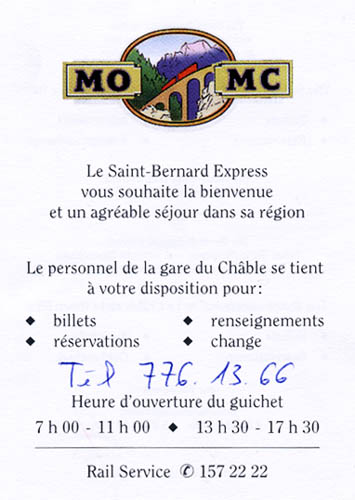 MO MC
Le Saint-Bernard Express
vous souhaite la bienvenue
et un agréable séjour dans sa région
Le personnel de la gare du Châble se tient
à votre disposition pour:
◆ billets ◆ renseignements
◆ réservations ◆ change
Tél 776.13.66
Heure d'ouverture du guichet
7 h 00 - 11 h 00 ◆ 13 h 30 - 17 h 30
Rail Service ✆ 157 22 22